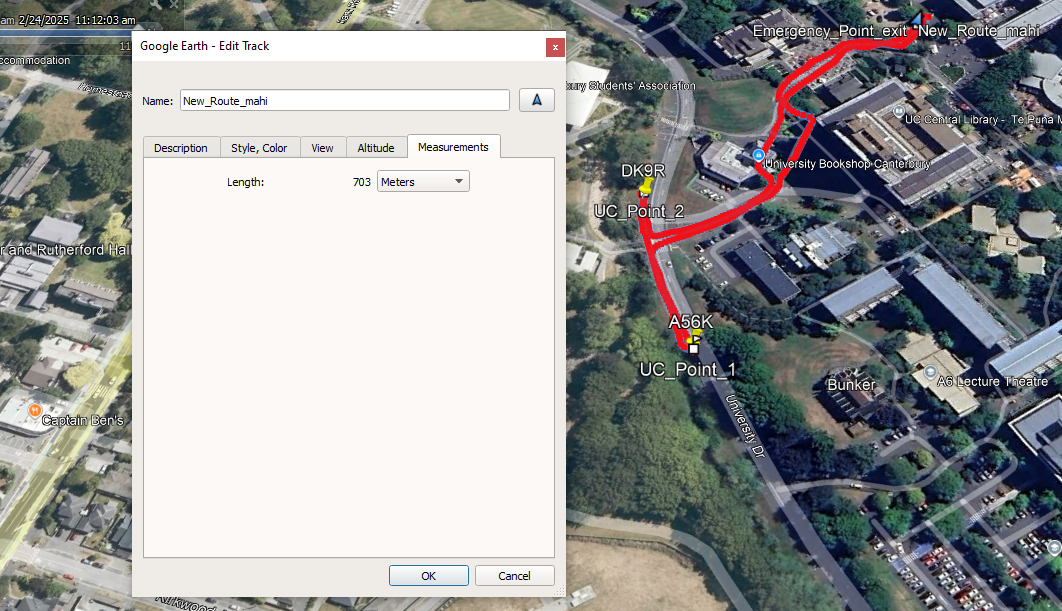 am 2/24/2025 11:12:03 am
11
ccommodation
Homestead
Google Earth - Edit Track
x
Name: New_Route_mahi
Description Style, Color View Altitude Measurements
Length: 703 Meters
OK Cancel
Emergency_Point_exit New_Route_mahi
bury Students' Association
UC Central Library - Te Puna M
University Bookshop Canterbury
DK9R
UC_Point_2
r and Rutherford Hall
A56K
UC_Point_1
Bunker
A6 Lecture Theatre
University Dr
Captain Ben's
Kirkwood